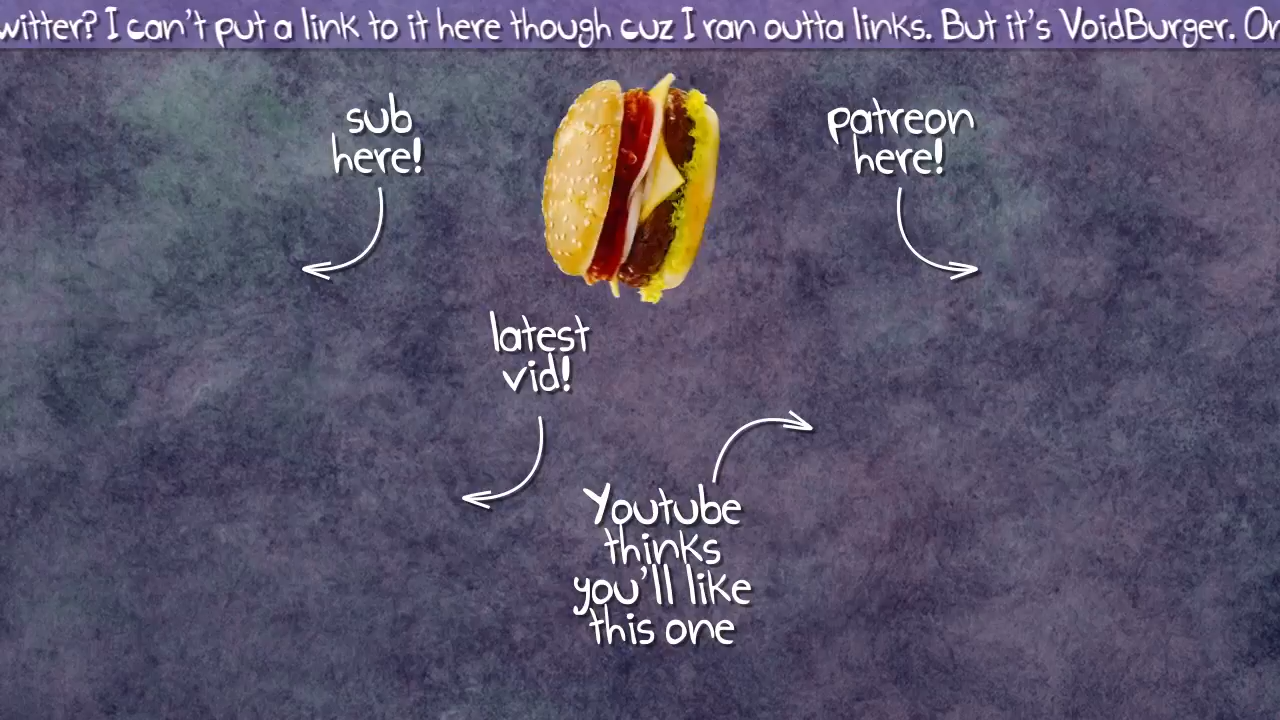 witter? I can't put a link to it here though cuz I ran outta links. But it's VoidBurger. Or
sub
here!
patreon
here!
latest
vid!
Youtube
thinks
you'll like
this one